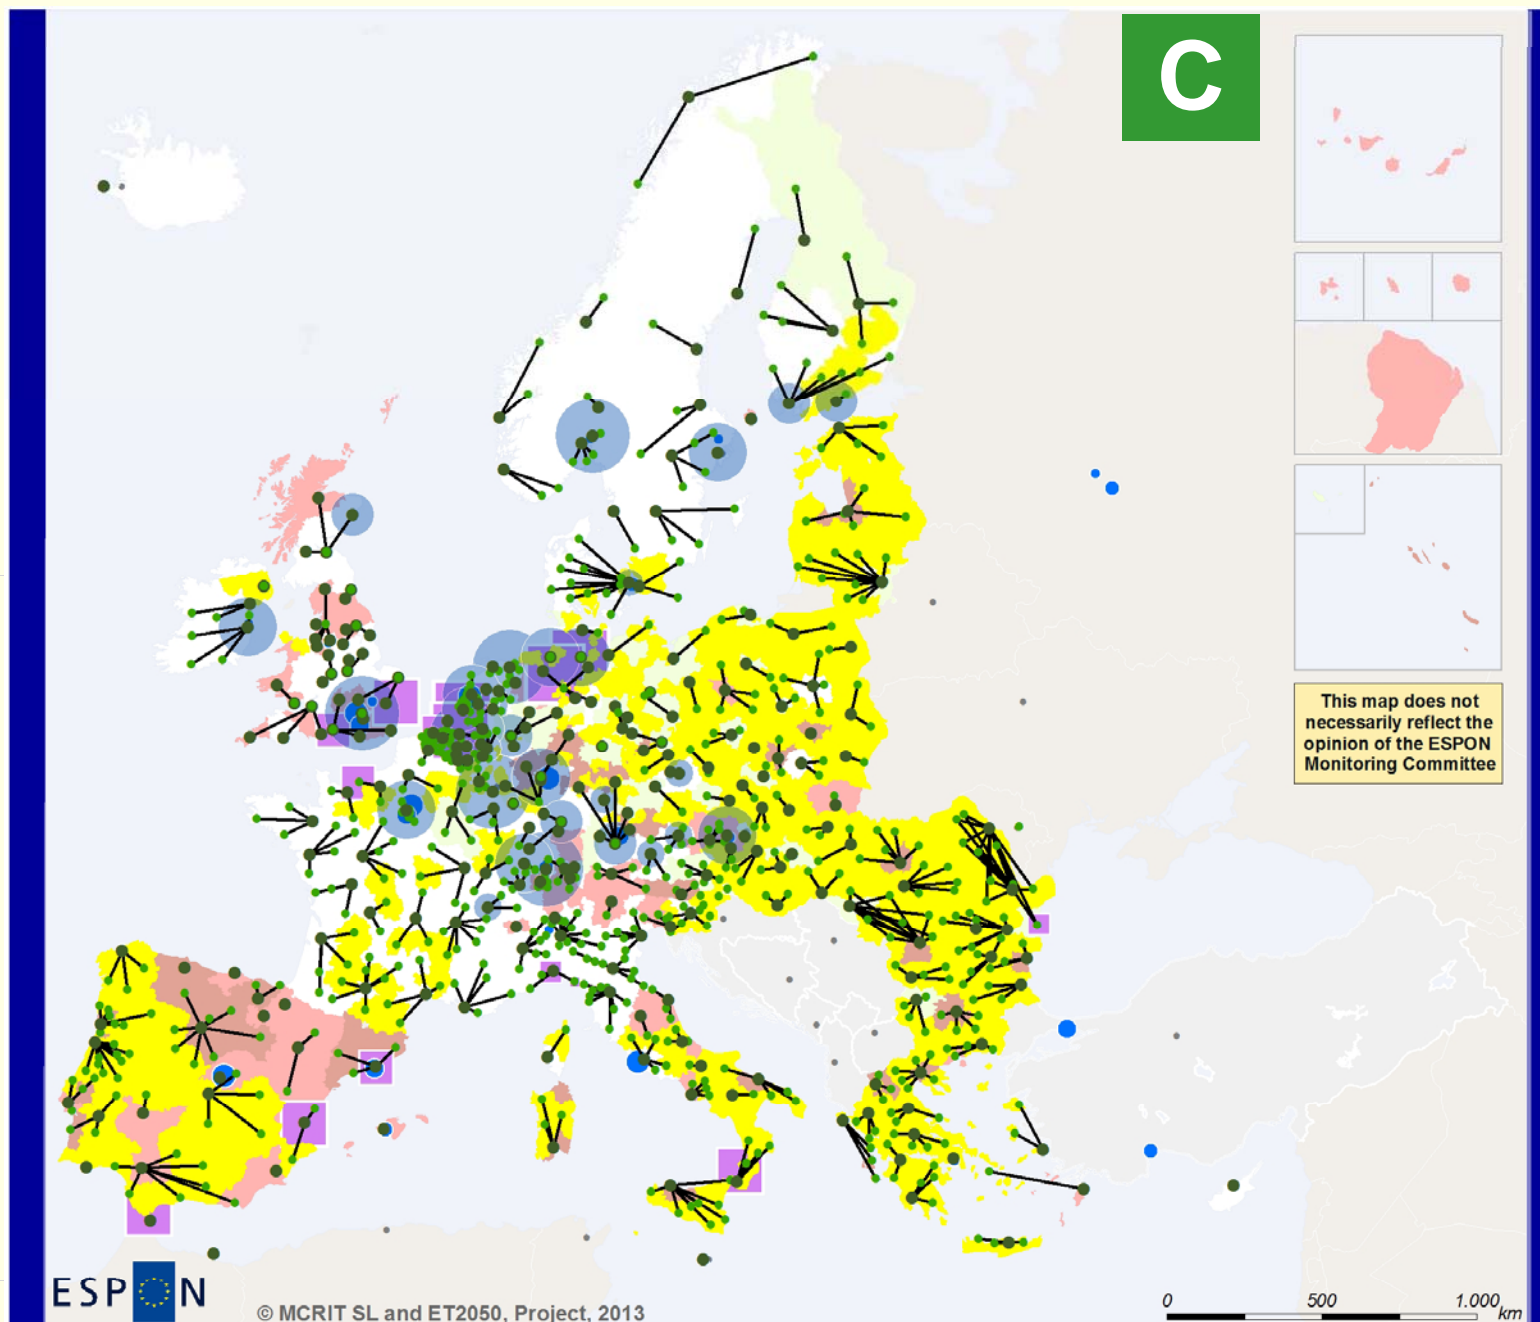 C
This map does not
necessarily reflect the
opinion of the ESPON
Monitoring Committee
ESPON
© MCRIT SL and ET2050, Project, 2013
0 500 1.000 km